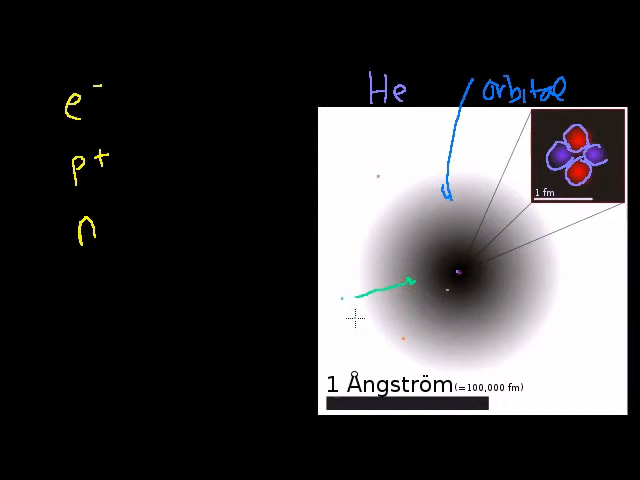 He orbital
e⁻
p+
n
1 fm
1 Ångström (=100,000 fm)